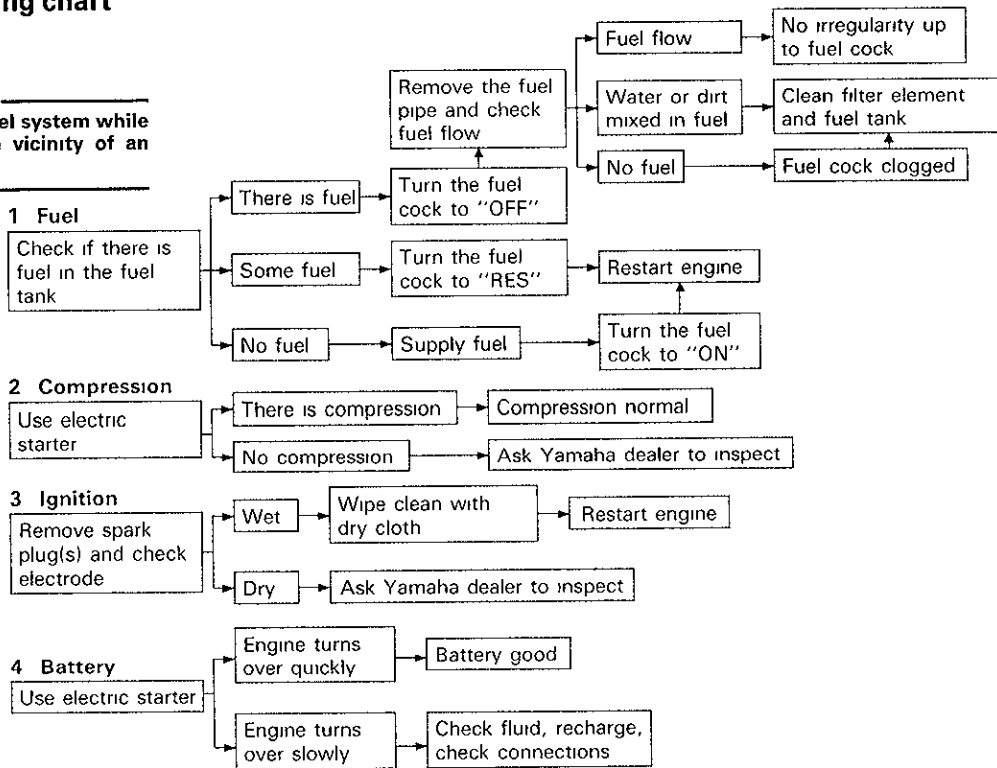 ng chart
el system while
vicinity of an
1 Fuel
Check if there is
fuel in the fuel
tank
There is fuel
Turn the fuel
cock to "OFF"
Remove the fuel
pipe and check
fuel flow
Fuel flow
No irregularity up
to fuel cock
Water or dirt
mixed in fuel
Clean filter element
and fuel tank
No fuel
Fuel cock clogged
Some fuel
Turn the fuel
cock to "RES"
Restart engine
No fuel
Supply fuel
Turn the fuel
cock to "ON"
2 Compression
Use electric
starter
There is compression
Compression normal
No compression
Ask Yamaha dealer to inspect
3 Ignition
Remove spark
plug(s) and check
electrode
Wet
Wipe clean with
dry cloth
Restart engine
Dry
Ask Yamaha dealer to inspect
4 Battery
Use electric starter
Engine turns
over quickly
Battery good
Engine turns
over slowly
Check fluid, recharge,
check connections